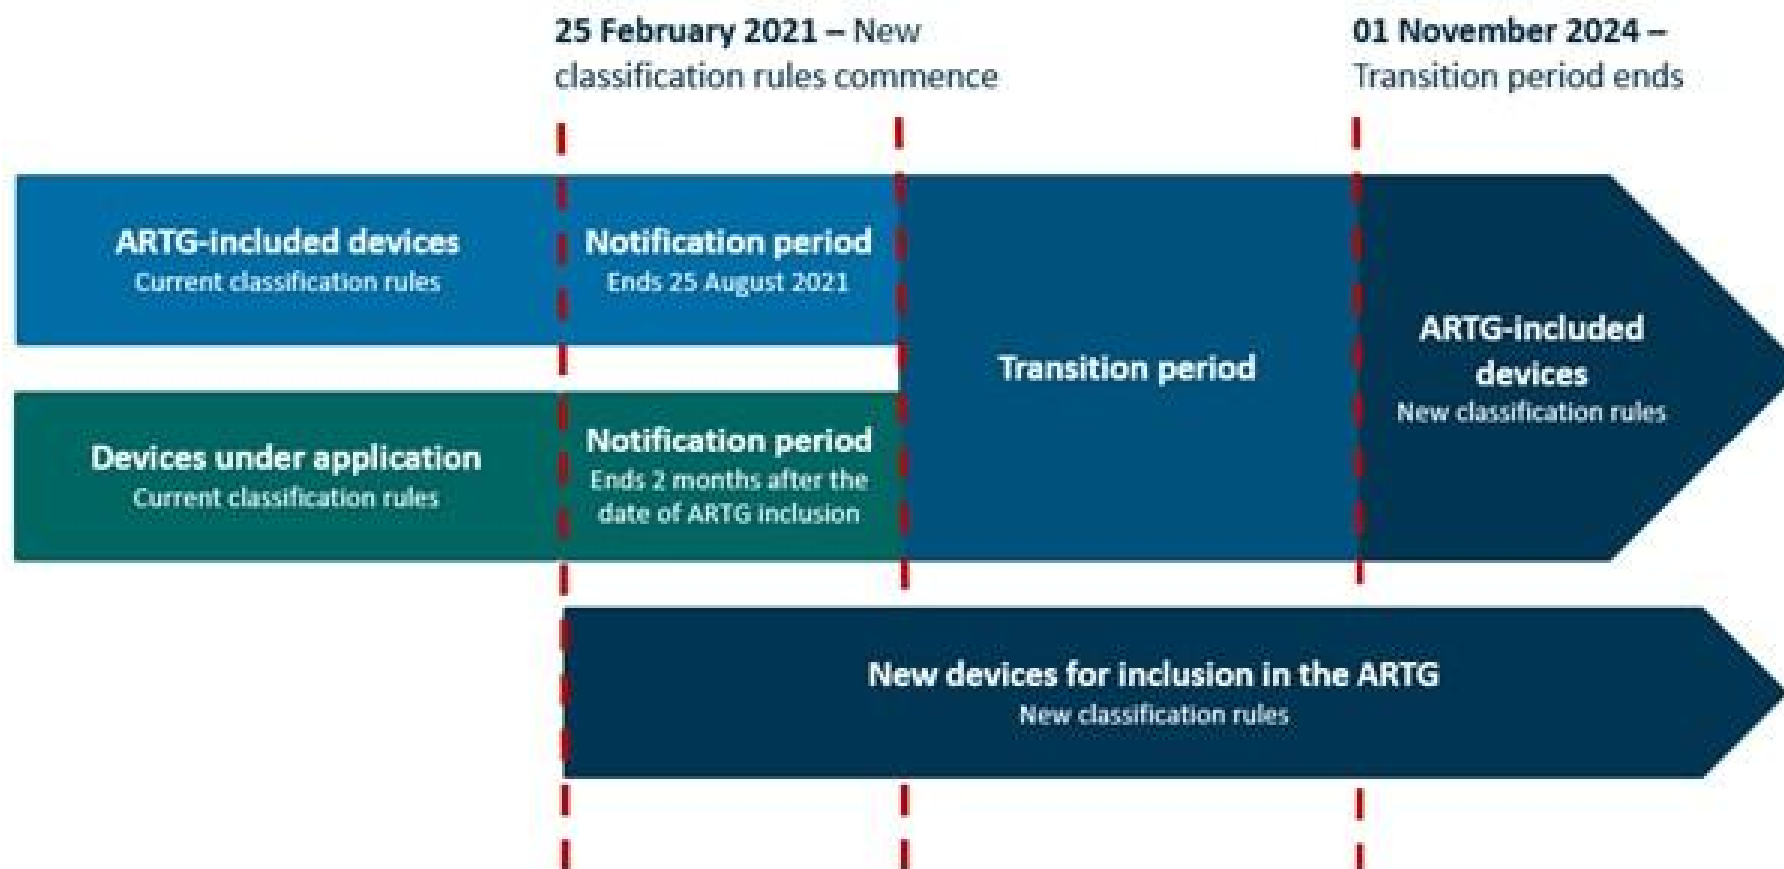 25 February 2021 – New
classification rules commence
01 November 2024 –
Transition period ends
ARTG-included devices
Current classification rules
Notification period
Ends 25 August 2021
Transition period
ARTG-included
devices
New classification rules
Devices under application
Current classification rules
Notification period
Ends 2 months after the
date of ARTG inclusion
New devices for inclusion in the ARTG
New classification rules